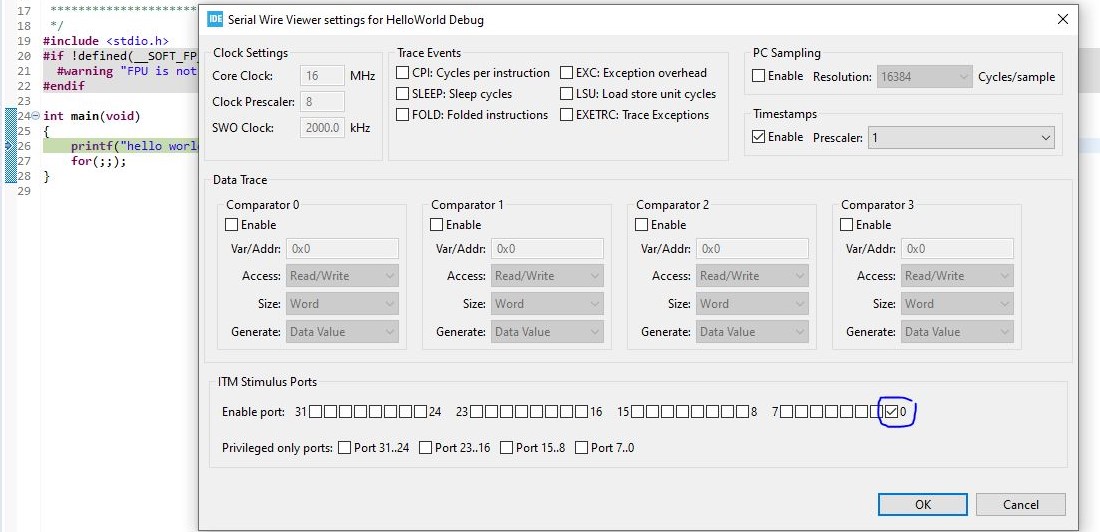 17 **********************
18 */
19 #include <stdio.h>
20 #if !defined(__SOFT_FP
21 #warning "FPU is not
22 #endif
23
24 int main(void)
25 {
26 printf("hello worl
27 for(;;);
28 }
29
IDE Serial Wire Viewer settings for HelloWorld Debug
Clock Settings
Core Clock: 16 MHz
Clock Prescaler: 8
SWO Clock: 2000.0 kHz
Trace Events
CPI: Cycles per instruction EXC: Exception overhead
SLEEP: Sleep cycles LSU: Load store unit cycles
FOLD: Folded instructions EXETRC: Trace Exceptions
PC Sampling
Enable Resolution: 16384 Cycles/sample
Timestamps
Enable Prescaler: 1
Data Trace
Comparator 0
Enable
Var/Addr: 0x0
Access: Read/Write
Size: Word
Generate: Data Value
Comparator 1
Enable
Var/Addr: 0x0
Access: Read/Write
Size: Word
Generate: Data Value
Comparator 2
Enable
Var/Addr: 0x0
Access: Read/Write
Size: Word
Generate: Data Value
Comparator 3
Enable
Var/Addr: 0x0
Access: Read/Write
Size: Word
Generate: Data Value
ITM Stimulus Ports
Enable port: 31 24 23 16 15 8 7 0
Privileged only ports: Port 31..24 Port 23..16 Port 15..8 Port 7..0
OK Cancel